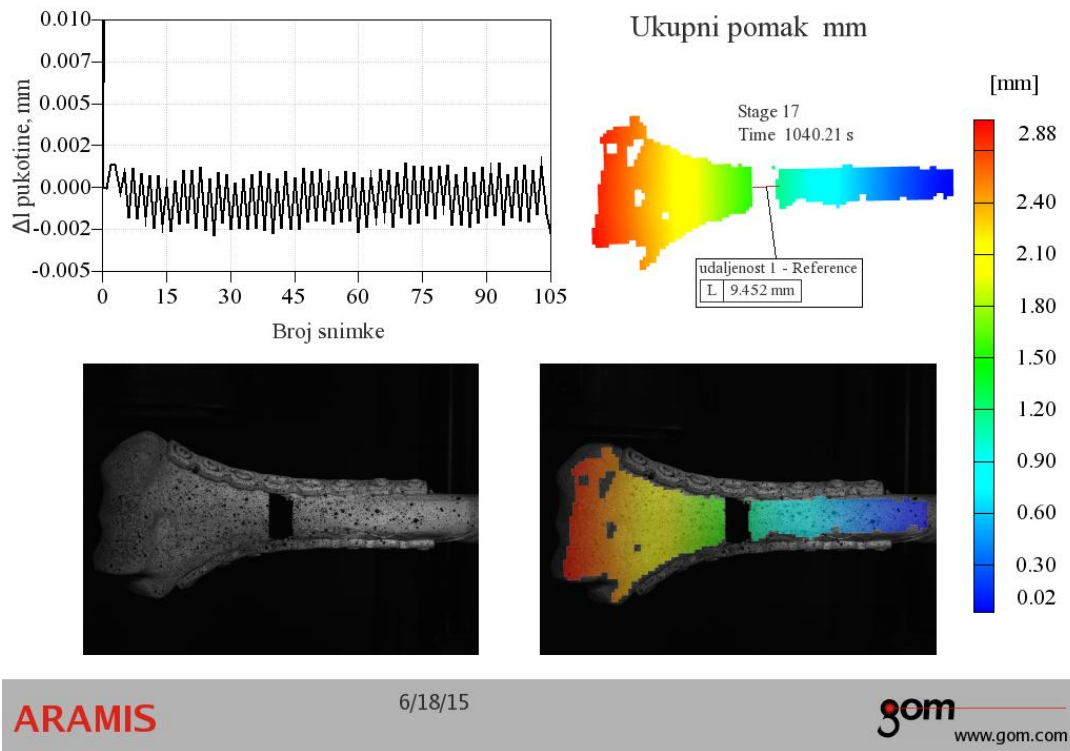 Ukupni pomak mm
Δl pukotine, mm
0.010
0.007
0.005
0.002
0.000
-0.002
-0.005
0 15 30 45 60 75 90 105
Broj snimke
Stage 17
Time 1040.21 s
udaljenost 1 - Reference
L 9.452 mm
[mm]
2.88
2.40
2.10
1.80
1.50
1.20
0.90
0.60
0.30
0.02
ARAMIS
6/18/15
gom
www.gom.com